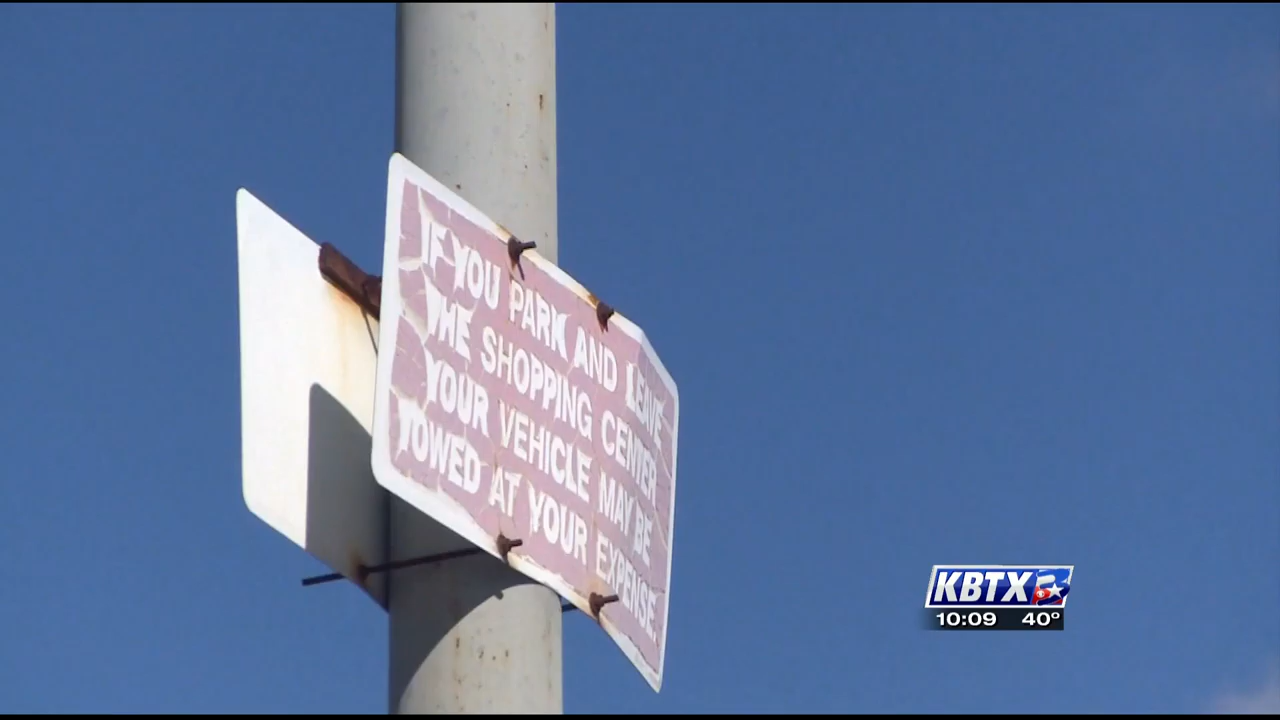 IF YOU PARK AND LEAVE
THE SHOPPING CENTER
YOUR VEHICLE MAY BE
TOWED AT YOUR EXPENSE.
KBTX 3
10:09 40°